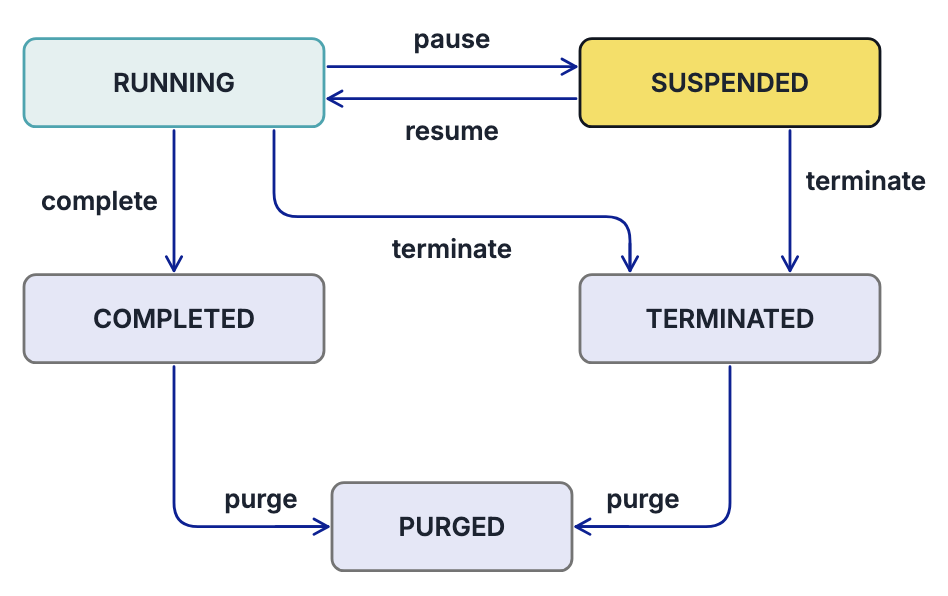 pause
RUNNING
SUSPENDED
resume
terminate
complete
terminate
COMPLETED
TERMINATED
purge
purge
PURGED